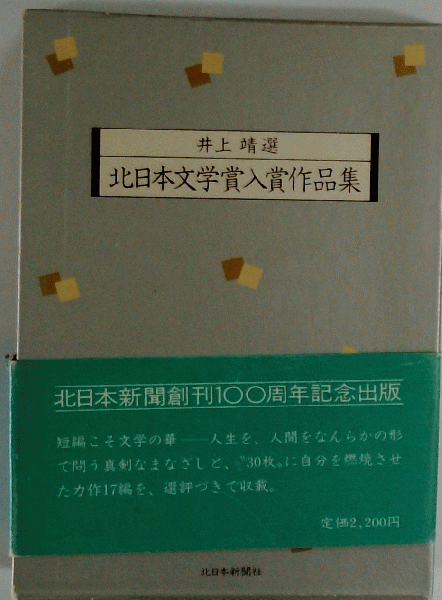 井上 靖選
北日本文学賞入賞作品集
北日本新聞創刊100周年記念出版
短編こそ文学の華――人生を、人間をなんらかの形
で問う真剣なまなざしと、〝30枚〟に自分を燃焼させ
た力作17編を、選評つきで収載。
定価2,200円
北日本新聞社